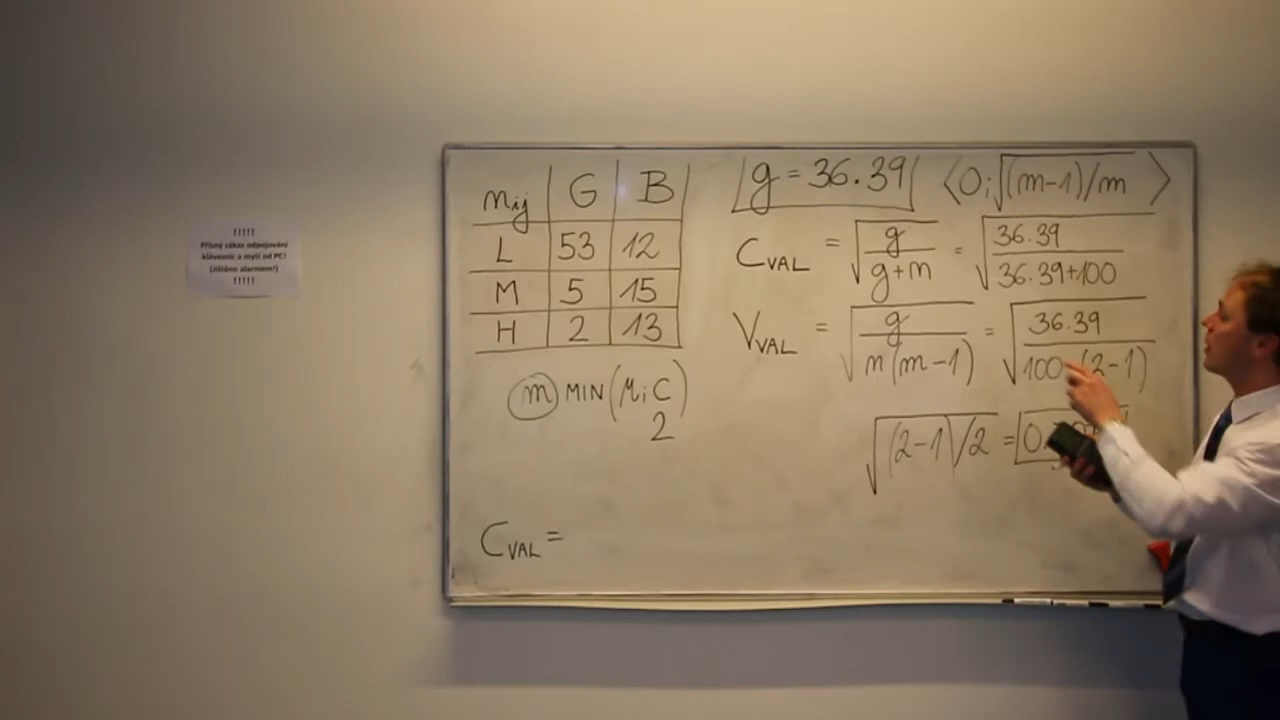 !!!!!
Přísný zákaz odpojování
klávesnic a myší od PC!
(Jištěno alarmem!)
!!!!!
n_ij | G | B
L | 53 | 12
M | 5 | 15
H | 2 | 13
m MIN(r; C)
2
C_VAL =
g = 36.39 ⟨0; √((m-1)/m)⟩
C_VAL = √(g/(g+n)) = √(36.39/(36.39+100))
V_VAL = √(g/(n(m-1))) = √(36.39/(100·(2-1)))
√((2-1)/2) = 0.